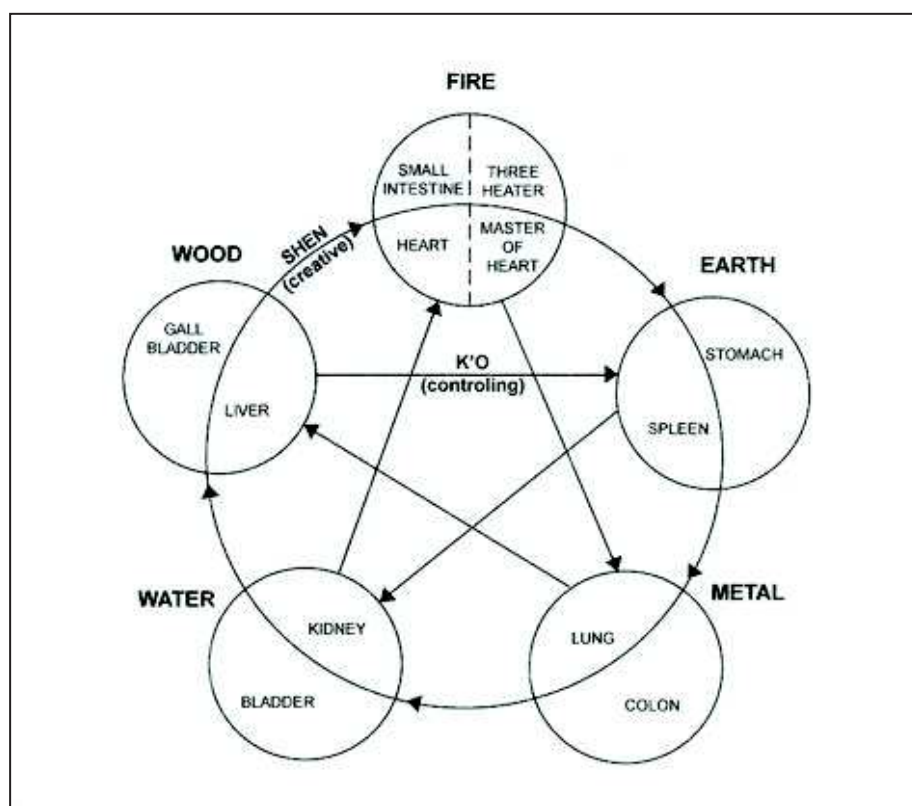 FIRE
SMALL
INTESTINE
THREE
HEATER
HEART
MASTER
OF
HEART
SHEN
(creative)
WOOD
GALL
BLADDER
LIVER
EARTH
STOMACH
SPLEEN
K'O
(controling)
WATER
KIDNEY
BLADDER
METAL
LUNG
COLON